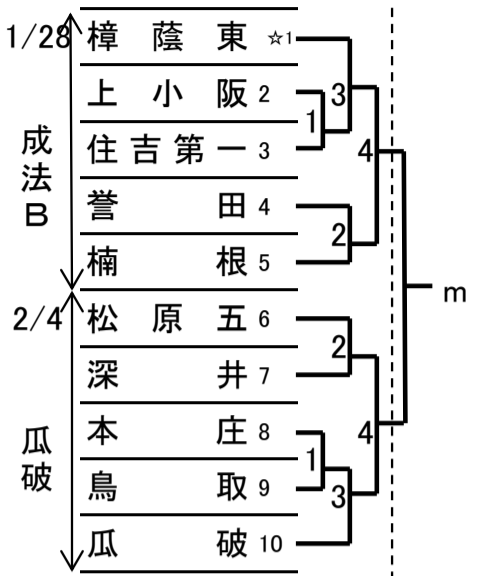 1/28
成法B
樟蔭東 ☆1
上小阪 2
住吉第一 3
誉田 4
楠根 5
2/4
瓜破
松原五 6
深井 7
本庄 8
鳥取 9
瓜破 10
1
3
2
4
2
1
3
4
m